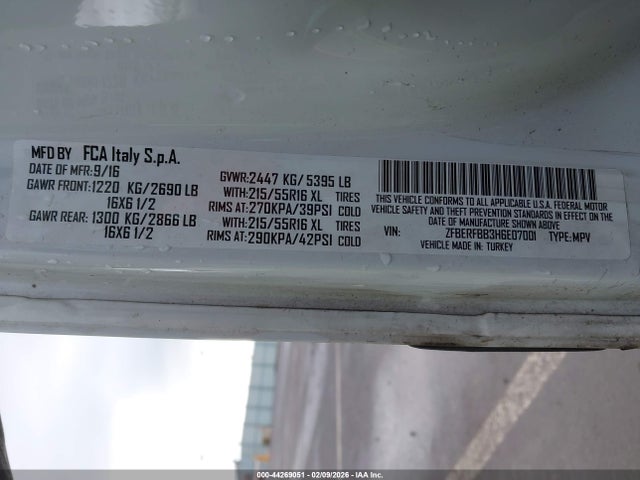 MFD BY FCA Italy S.p.A.
DATE OF MFR: 9/16 GVWR: 2447 KG/ 5395 LB
GAWR FRONT: 1220 KG/2690 LB WITH: 215/55R16 XL TIRES
16X6 1/2 RIMS AT: 270KPA/39PSI COLD
GAWR REAR: 1300 KG/2866 LB WITH: 215/55R16 XL TIRES
16X6 1/2 RIMS AT: 290KPA/42PSI COLD
THIS VEHICLE CONFORMS TO ALL APPLICABLE U.S.A. FEDERAL MOTOR
VEHICLE SAFETY AND THEFT PREVENTION STANDARDS IN EFFECT ON THE
DATE OF MANUFACTURE SHOWN ABOVE
VIN: ZFBERFBB3H6E07001 TYPE: MPV
VEHICLE MADE IN: TURKEY
000-44269051 - 02/09/2026 - IAA Inc.